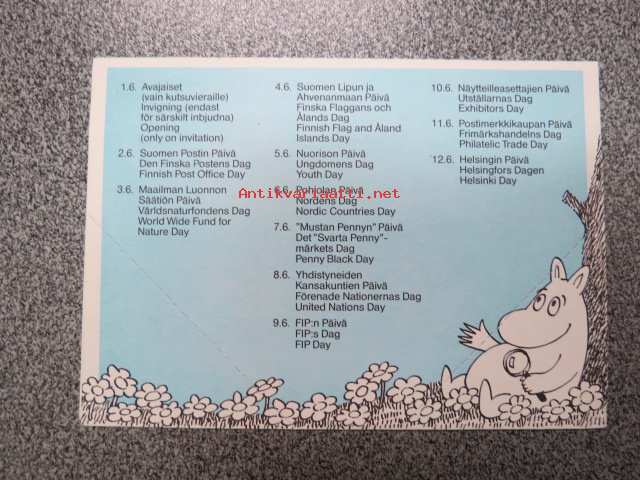 1.6. Avajaiset
(vain kutsuvieraille)
Invigning (endast
för särskilt inbjudna)
Opening
(only on invitation)
2.6. Suomen Postin Päivä
Den Finska Postens Dag
Finnish Post Office Day
3.6. Maailman Luonnon
Säätiön Päivä
Världsnaturfondens Dag
World Wide Fund for
Nature Day
4.6. Suomen Lipun ja
Ahvenanmaan Päivä
Finska Flaggans och
Ålands Dag
Finnish Flag and Åland
Islands Day
5.6. Nuorison Päivä
Ungdomens Dag
Youth Day
6.6. Pohjolan Päivä
Nordens Dag
Nordic Countries Day
7.6. "Mustan Pennyn" Päivä
Det "Svarta Penny"-
märkets Dag
Penny Black Day
8.6. Yhdistyneiden
Kansakuntien Päivä
Förenade Nationernas Dag
United Nations Day
9.6. FIP:n Päivä
FIP:s Dag
FIP Day
10.6. Näytteilleasettajien Päivä
Utställarnas Dag
Exhibitors Day
11.6. Postimerkkikaupan Päivä
Frimärkshandelns Dag
Philatelic Trade Day
12.6. Helsingin Päivä
Helsingfors Dagen
Helsinki Day
Antikvariaatti.net